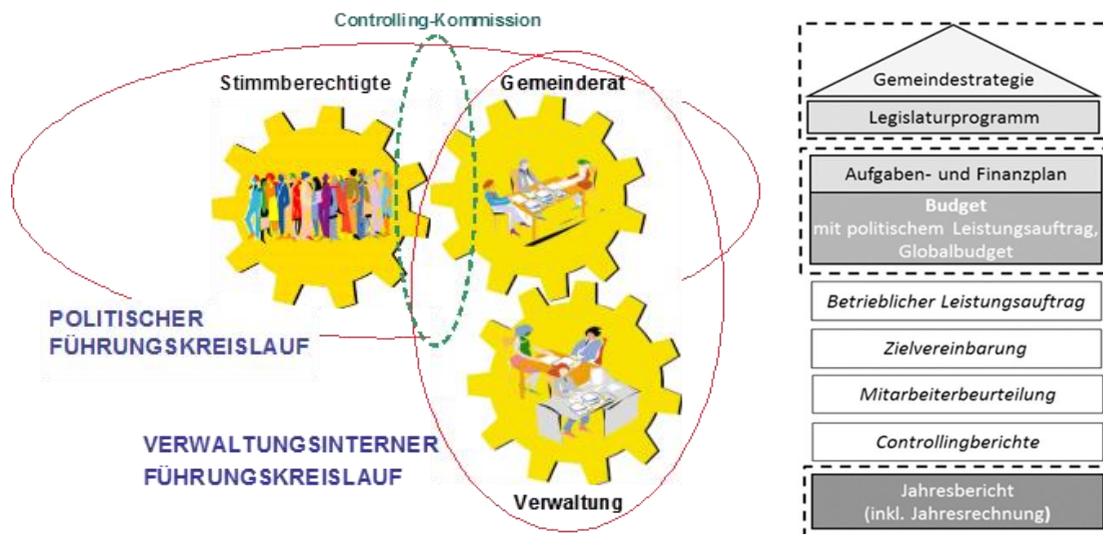 Controlling-Kommission
Stimmberechtigte
Gemeinderat
POLITISCHER
FÜHRUNGSKREISLAUF
VERWALTUNGSINTERNER
FÜHRUNGSKREISLAUF
Verwaltung
Gemeindestrategie
Legislaturprogramm
Aufgaben- und Finanzplan
Budget
mit politischem Leistungsauftrag,
Globalbudget
Betrieblicher Leistungsauftrag
Zielvereinbarung
Mitarbeiterbeurteilung
Controllingberichte
Jahresbericht
(inkl. Jahresrechnung)